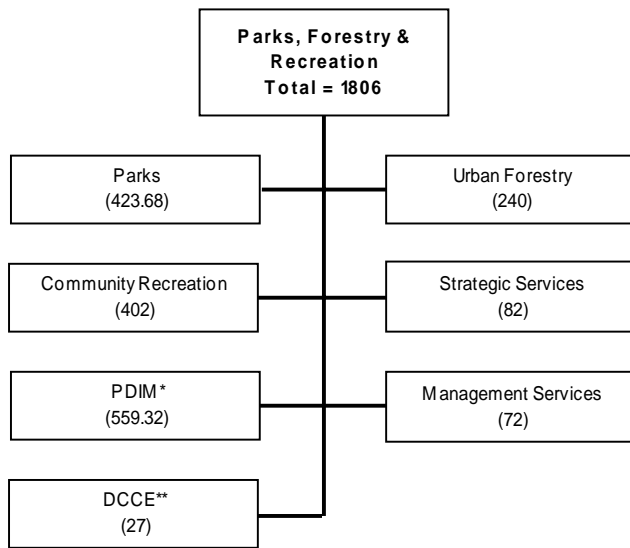 Parks, Forestry &
Recreation
Total = 1806
Parks
(423.68)
Urban Forestry
(240)
Community Recreation
(402)
Strategic Services
(82)
PDIM*
(559.32)
Management Services
(72)
DCCE**
(27)